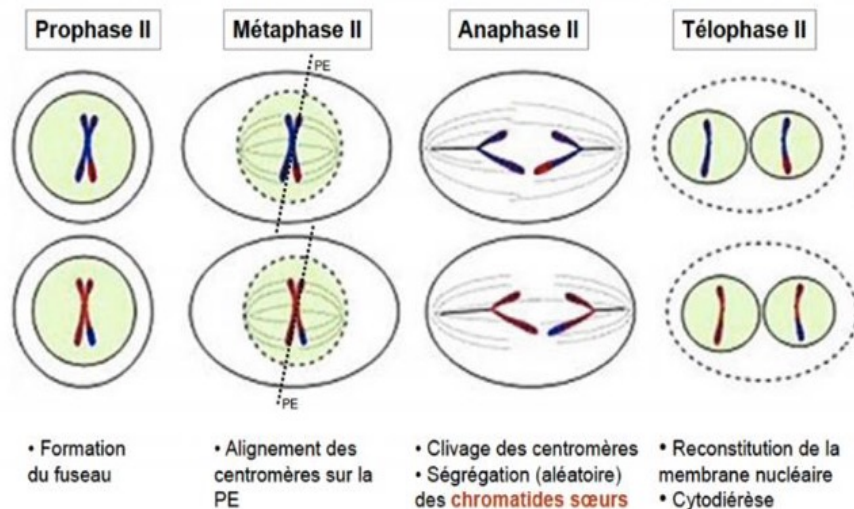 Prophase II
Métaphase II
Anaphase II
Télophase II
PE
PE
• Formation
du fuseau
• Alignement des
centromères sur la
PE
• Clivage des centromères
• Ségrégation (aléatoire)
des chromatides sœurs
• Reconstitution de la
membrane nucléaire
• Cytodiérèse